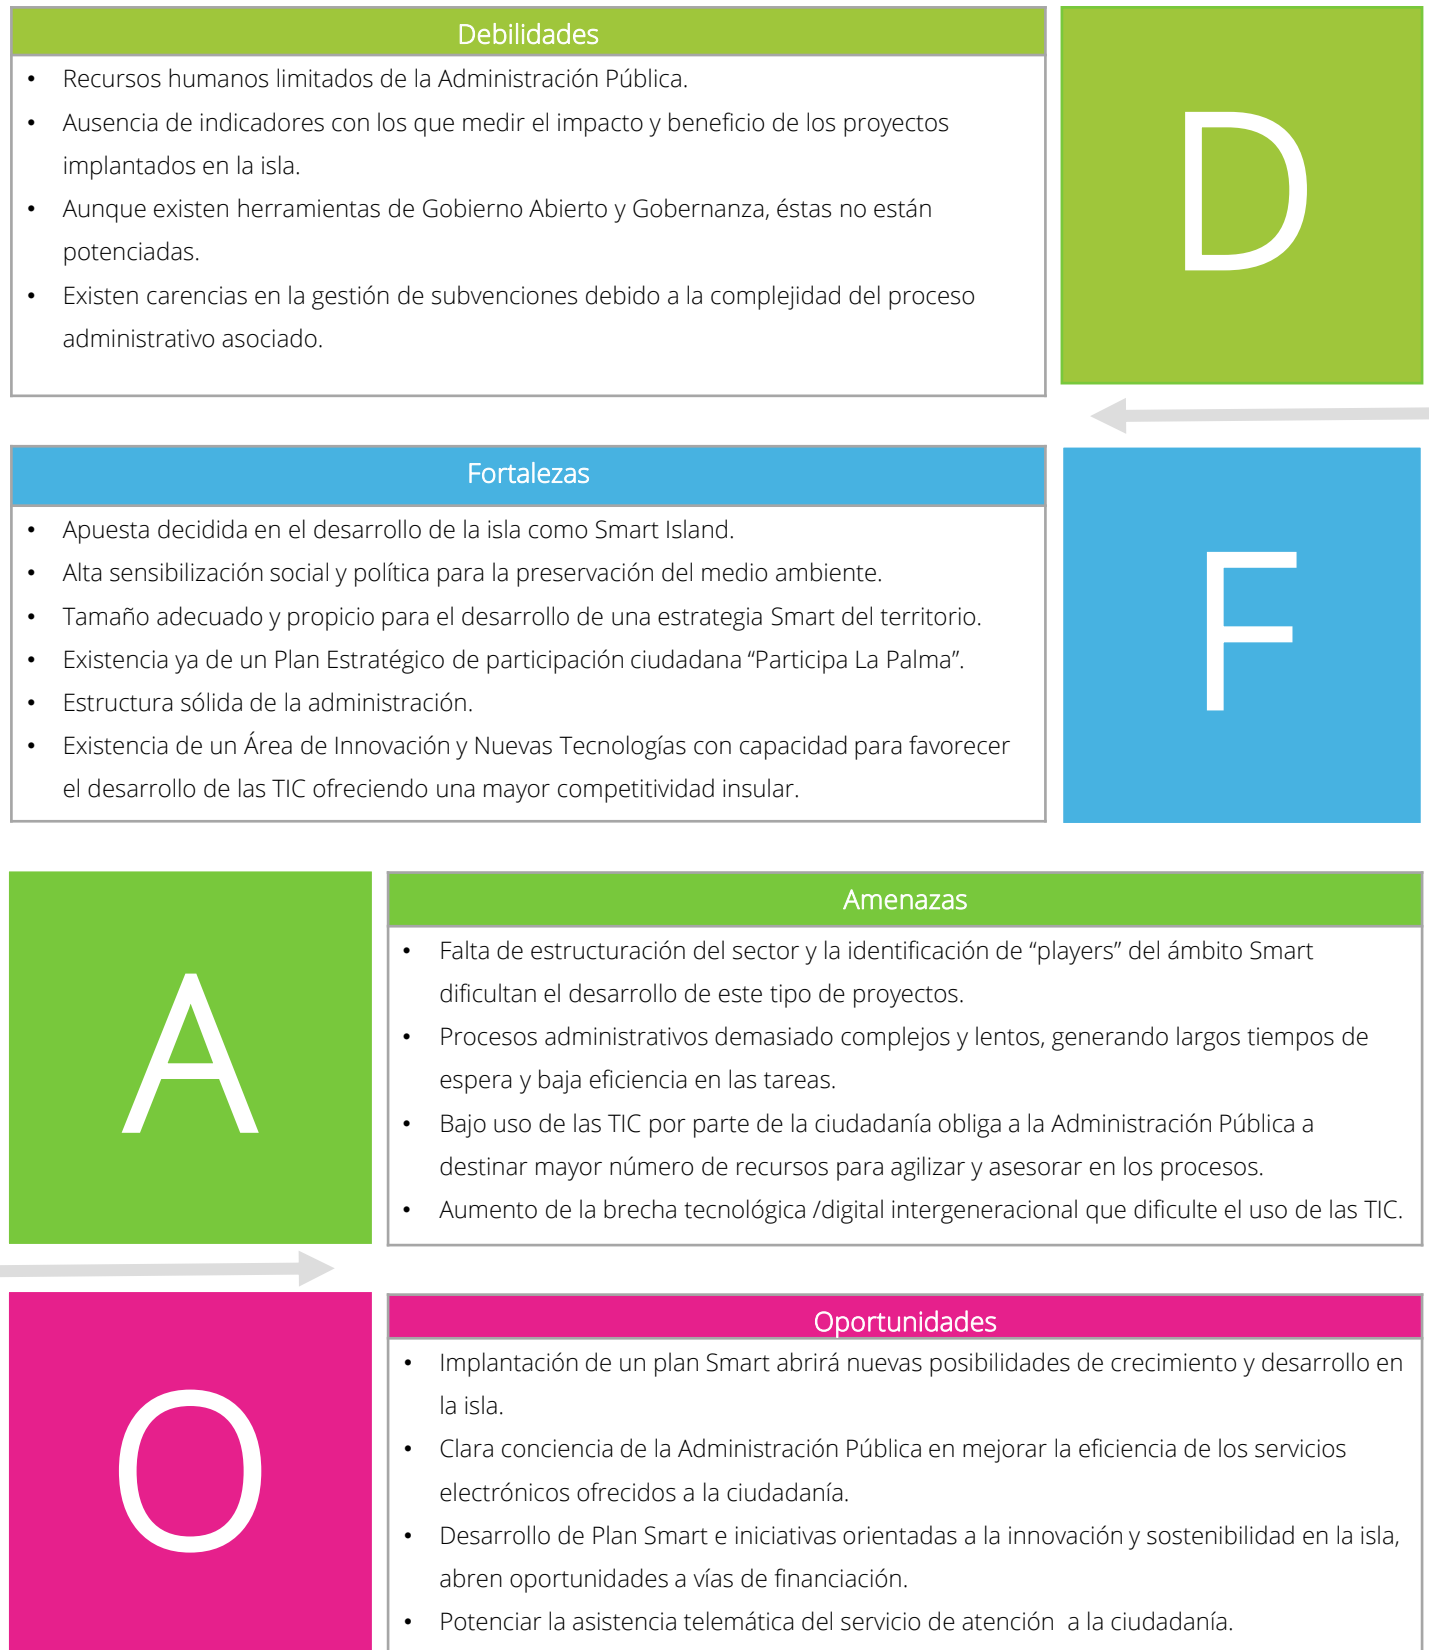 Debilidades
• Recursos humanos limitados de la Administración Pública.
• Ausencia de indicadores con los que medir el impacto y beneficio de los proyectos
implantados en la isla.
• Aunque existen herramientas de Gobierno Abierto y Gobernanza, éstas no están
potenciadas.
• Existen carencias en la gestión de subvenciones debido a la complejidad del proceso
administrativo asociado.
D
Fortalezas
• Apuesta decidida en el desarrollo de la isla como Smart Island.
• Alta sensibilización social y política para la preservación del medio ambiente.
• Tamaño adecuado y propicio para el desarrollo de una estrategia Smart del territorio.
• Existencia ya de un Plan Estratégico de participación ciudadana “Participa La Palma”.
• Estructura sólida de la administración.
• Existencia de un Área de Innovación y Nuevas Tecnologías con capacidad para favorecer
el desarrollo de las TIC ofreciendo una mayor competitividad insular.
F
A
Amenazas
• Falta de estructuración del sector y la identificación de “players” del ámbito Smart
dificultan el desarrollo de este tipo de proyectos.
• Procesos administrativos demasiado complejos y lentos, generando largos tiempos de
espera y baja eficiencia en las tareas.
• Bajo uso de las TIC por parte de la ciudadanía obliga a la Administración Pública a
destinar mayor número de recursos para agilizar y asesorar en los procesos.
• Aumento de la brecha tecnológica /digital intergeneracional que dificulte el uso de las TIC.
O
Oportunidades
• Implantación de un plan Smart abrirá nuevas posibilidades de crecimiento y desarrollo en
la isla.
• Clara conciencia de la Administración Pública en mejorar la eficiencia de los servicios
electrónicos ofrecidos a la ciudadanía.
• Desarrollo de Plan Smart e iniciativas orientadas a la innovación y sostenibilidad en la isla,
abren oportunidades a vías de financiación.
• Potenciar la asistencia telemática del servicio de atención  a la ciudadanía.